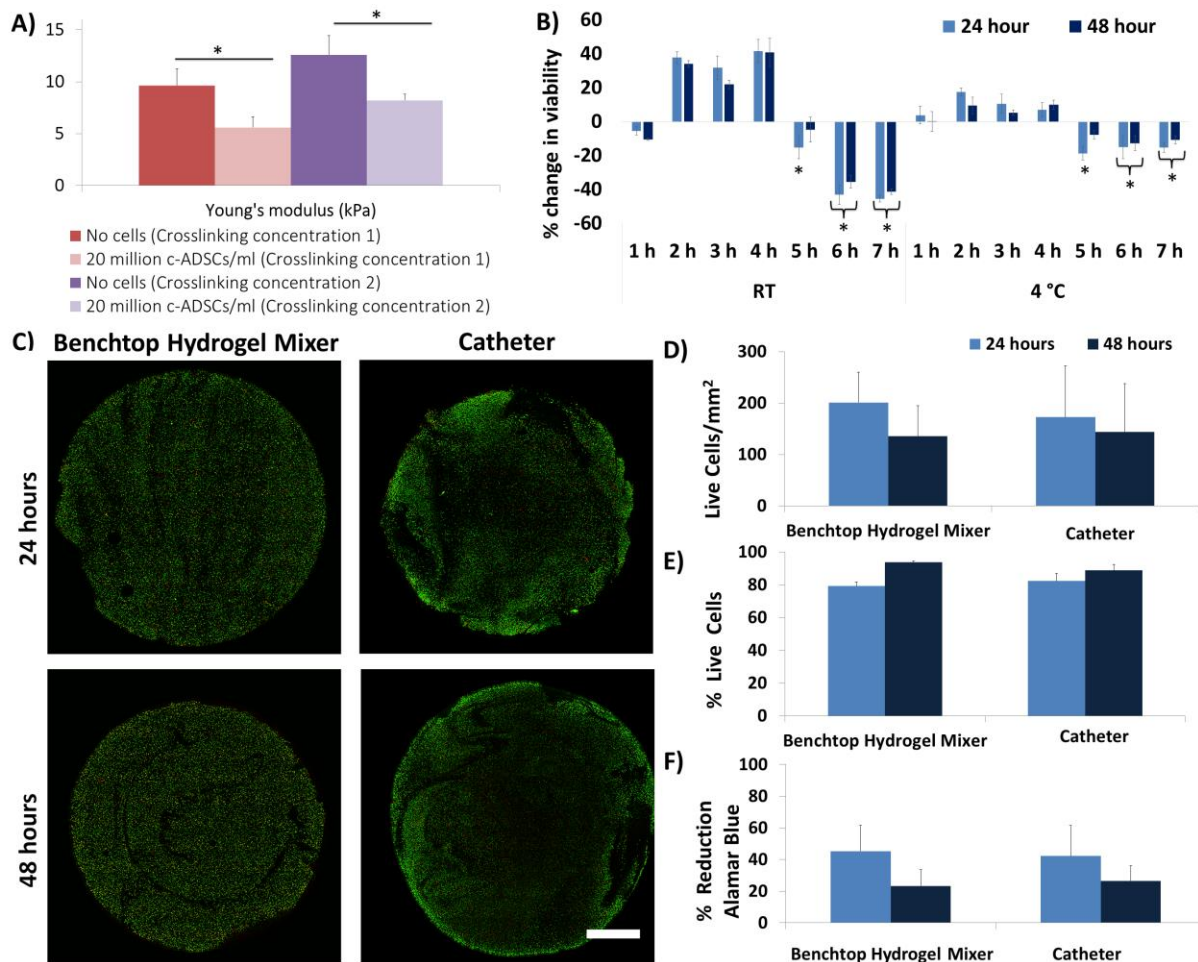 A)
15
10
5
0
*
*
Young's modulus (kPa)
No cells (Crosslinking concentration 1)
20 million c-ADSCs/ml (Crosslinking concentration 1)
No cells (Crosslinking concentration 2)
20 million c-ADSCs/ml (Crosslinking concentration 2)
B)
24 hour 48 hour
% change in viability
60
40
20
0
-20
-40
-60
* * * * * *
1 h 2 h 3 h 4 h 5 h 6 h 7 h 1 h 2 h 3 h 4 h 5 h 6 h 7 h
RT 4 °C
C)
Benchtop Hydrogel Mixer Catheter
24 hours
48 hours
D)
24 hours 48 hours
Live Cells/mm²
300
200
100
0
Benchtop Hydrogel Mixer Catheter
E)
% Live Cells
100
80
60
40
20
0
Benchtop Hydrogel Mixer Catheter
F)
% Reduction
Alamar Blue
100
80
60
40
20
0
Benchtop Hydrogel Mixer Catheter